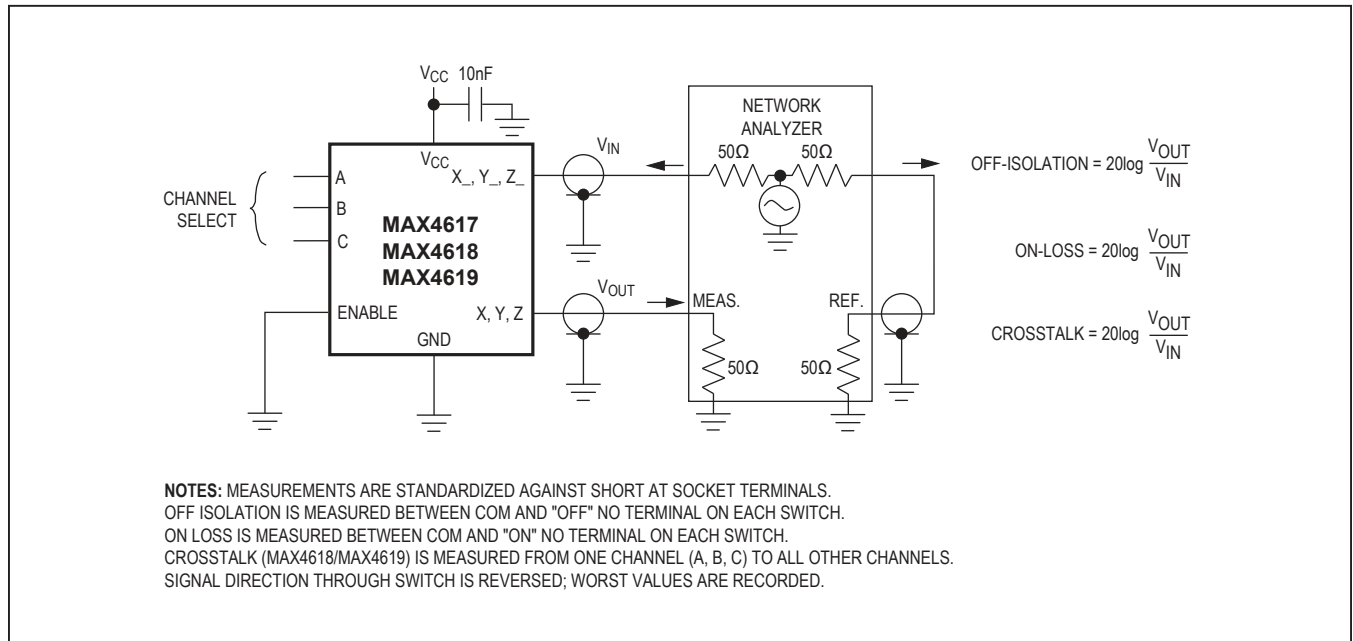 VCC 10nF
VCC
X_, Y_, Z_
VIN
NETWORK
ANALYZER
50Ω 50Ω
OFF-ISOLATION = 20log VOUT
VIN
CHANNEL
SELECT
A
B
C
MAX4617
MAX4618
MAX4619
ON-LOSS = 20log VOUT
VIN
ENABLE
X, Y, Z
GND
VOUT
MEAS.
REF.
50Ω 50Ω
CROSSTALK = 20log VOUT
VIN
NOTES: MEASUREMENTS ARE STANDARDIZED AGAINST SHORT AT SOCKET TERMINALS.
OFF ISOLATION IS MEASURED BETWEEN COM AND "OFF" NO TERMINAL ON EACH SWITCH.
ON LOSS IS MEASURED BETWEEN COM AND "ON" NO TERMINAL ON EACH SWITCH.
CROSSTALK (MAX4618/MAX4619) IS MEASURED FROM ONE CHANNEL (A, B, C) TO ALL OTHER CHANNELS.
SIGNAL DIRECTION THROUGH SWITCH IS REVERSED; WORST VALUES ARE RECORDED.